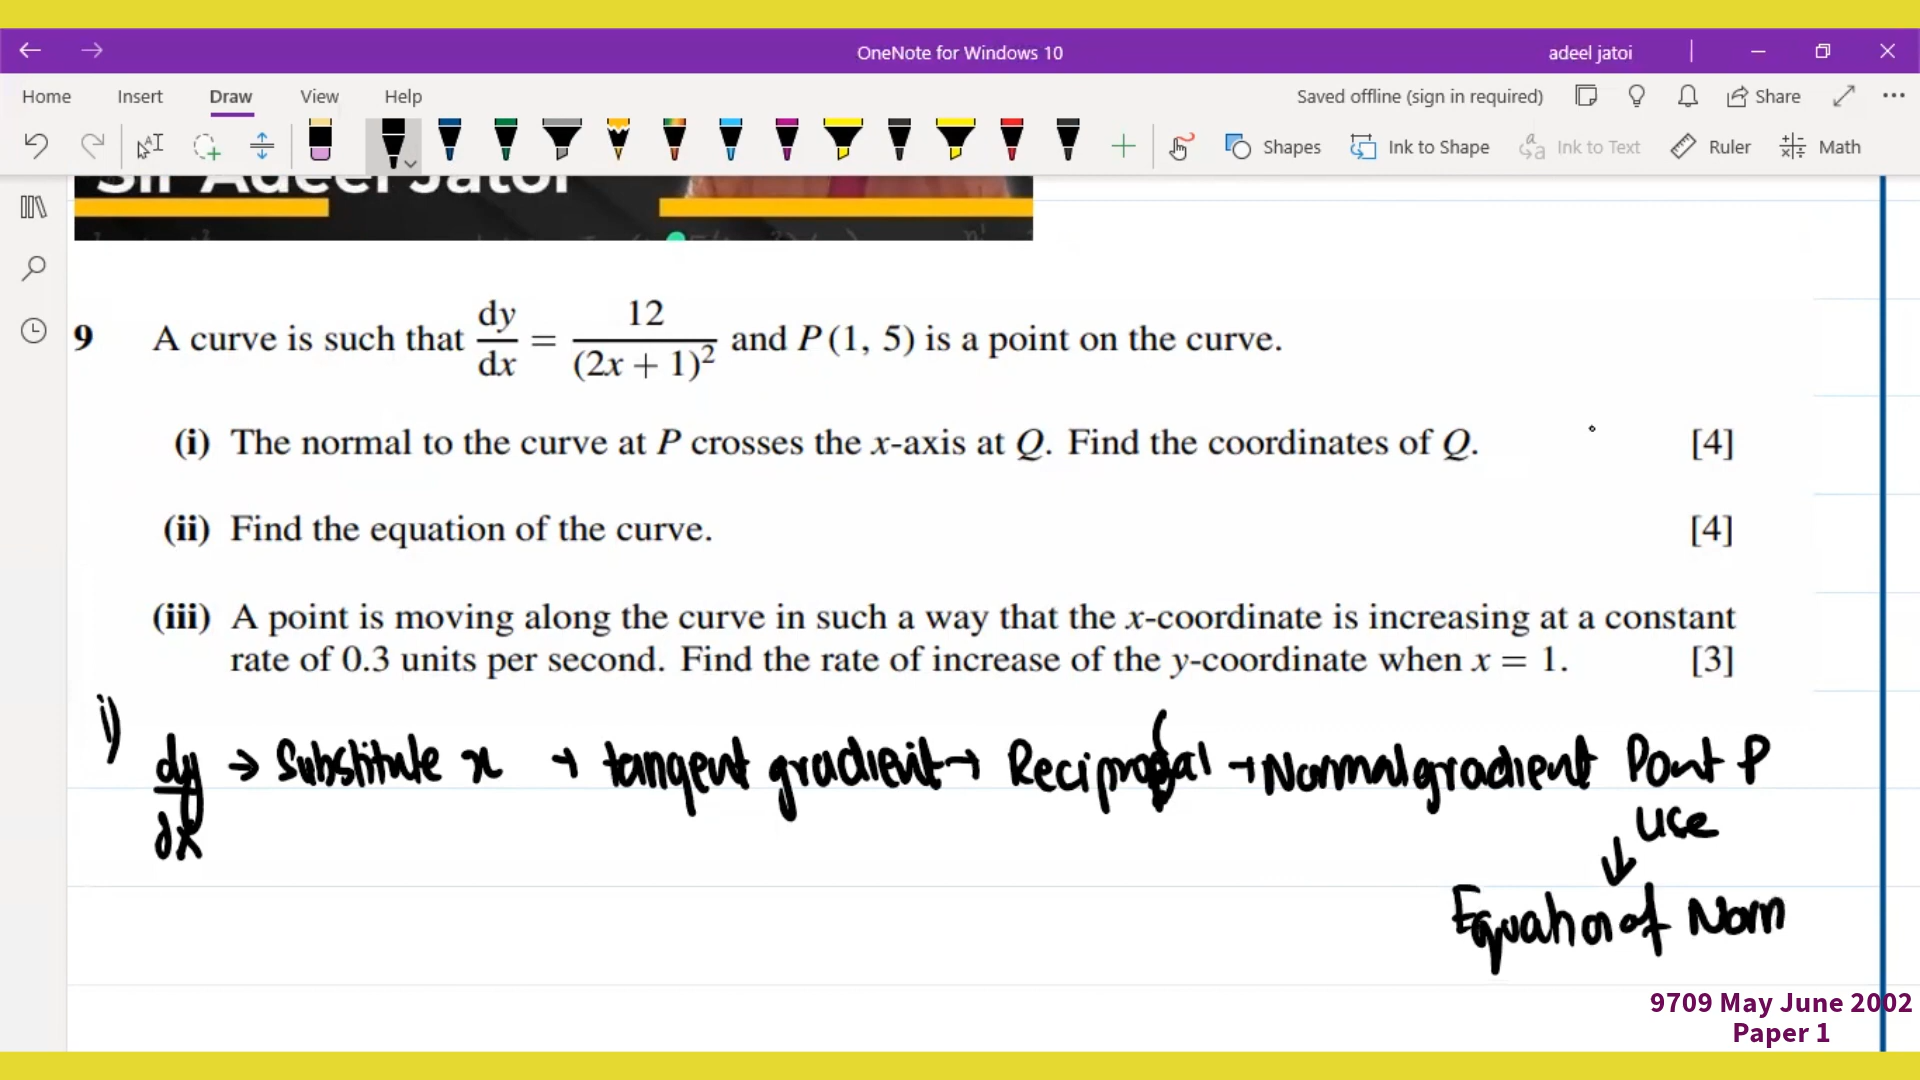 OneNote for Windows 10
adeel jatoi
Home Insert Draw View Help
Saved offline (sign in required)
Share
Shapes Ink to Shape Ink to Text Ruler Math
Sir Adeel Jatoi
9 A curve is such that dy/dx = 12/(2x + 1)² and P(1, 5) is a point on the curve.
(i) The normal to the curve at P crosses the x-axis at Q. Find the coordinates of Q. [4]
(ii) Find the equation of the curve. [4]
(iii) A point is moving along the curve in such a way that the x-coordinate is increasing at a constant
rate of 0.3 units per second. Find the rate of increase of the y-coordinate when x = 1. [3]
i)
dy/dx → Substitute x → tangent gradient → Reciprocal → Normal gradient Point P
use
↓
Equation of Norm
9709 May June 2002
Paper 1